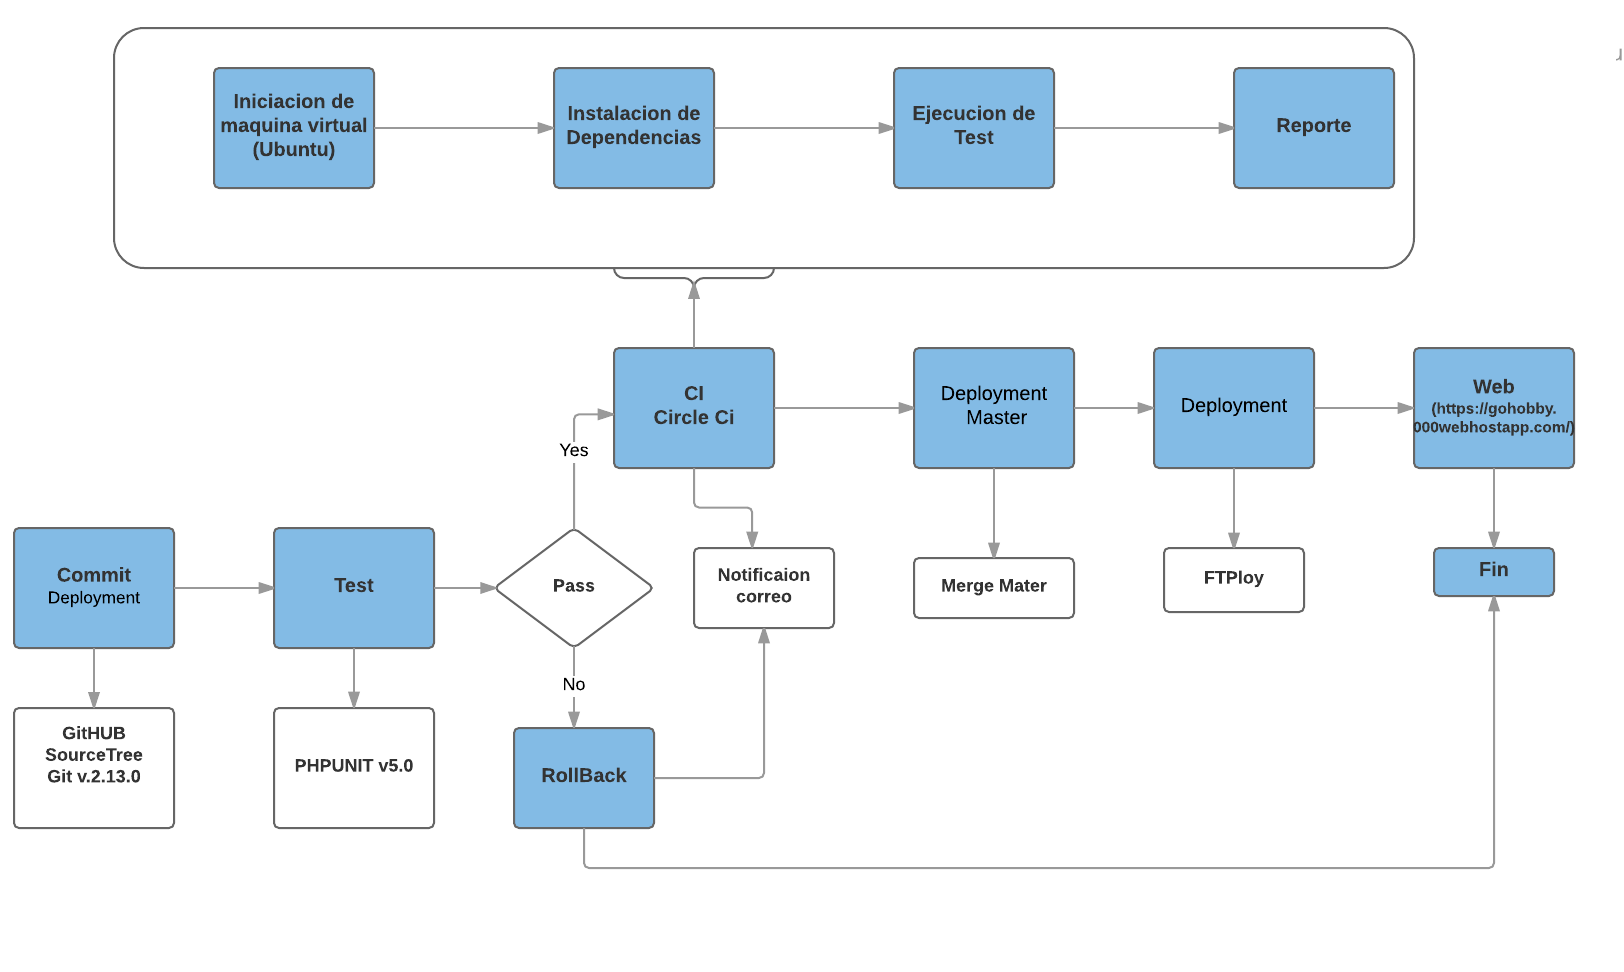 Iniciacion de
maquina virtual
(Ubuntu)
Instalacion de
Dependencias
Ejecucion de
Test
Reporte
CI
Circle Ci
Deployment
Master
Deployment
Web
(https://gohobby.
000webhostapp.com/)
Yes
Commit
Deployment
Test
Pass
Notificaion
correo
Merge Mater
FTPloy
Fin
No
GitHUB
SourceTree
Git v.2.13.0
PHPUNIT v5.0
RollBack